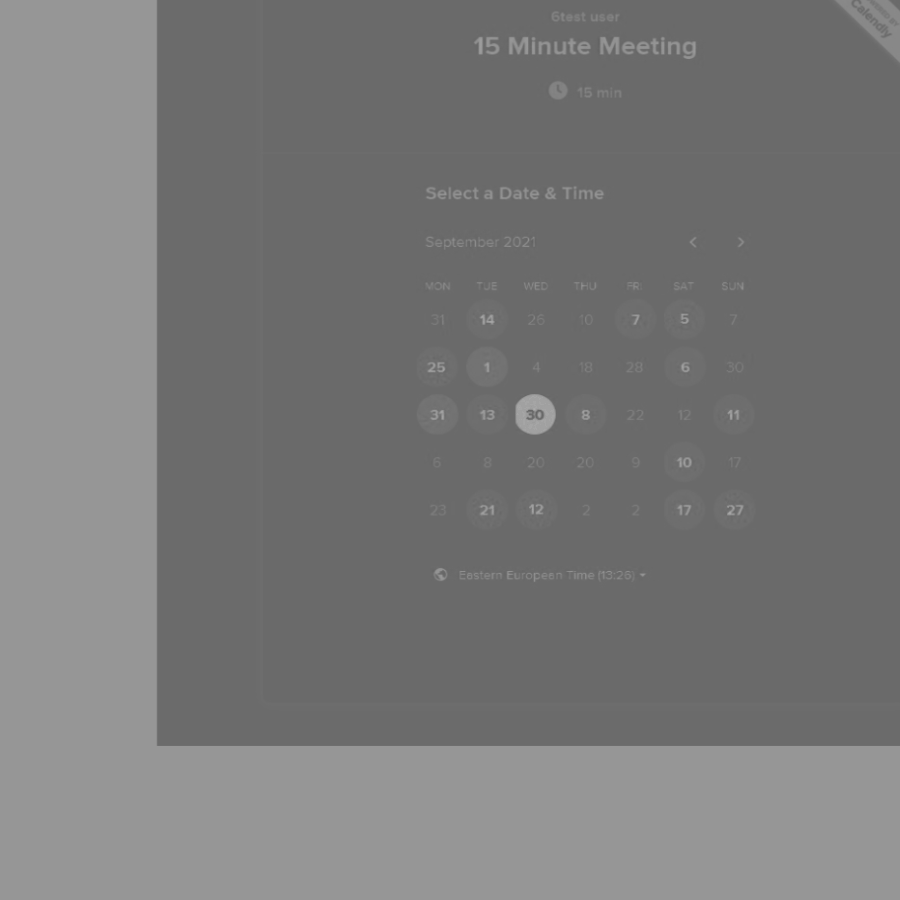 6test user
15 Minute Meeting
15 min
Calendly
Select a Date & Time
September 2021
MON TUE WED THU FRI SAT SUN
31 14 26 10 7 5 7
25 1 4 18 28 6 30
31 13 30 8 22 12 11
6 8 20 20 9 10 17
23 21 12 2 2 17 27
Eastern European Time (13:26)